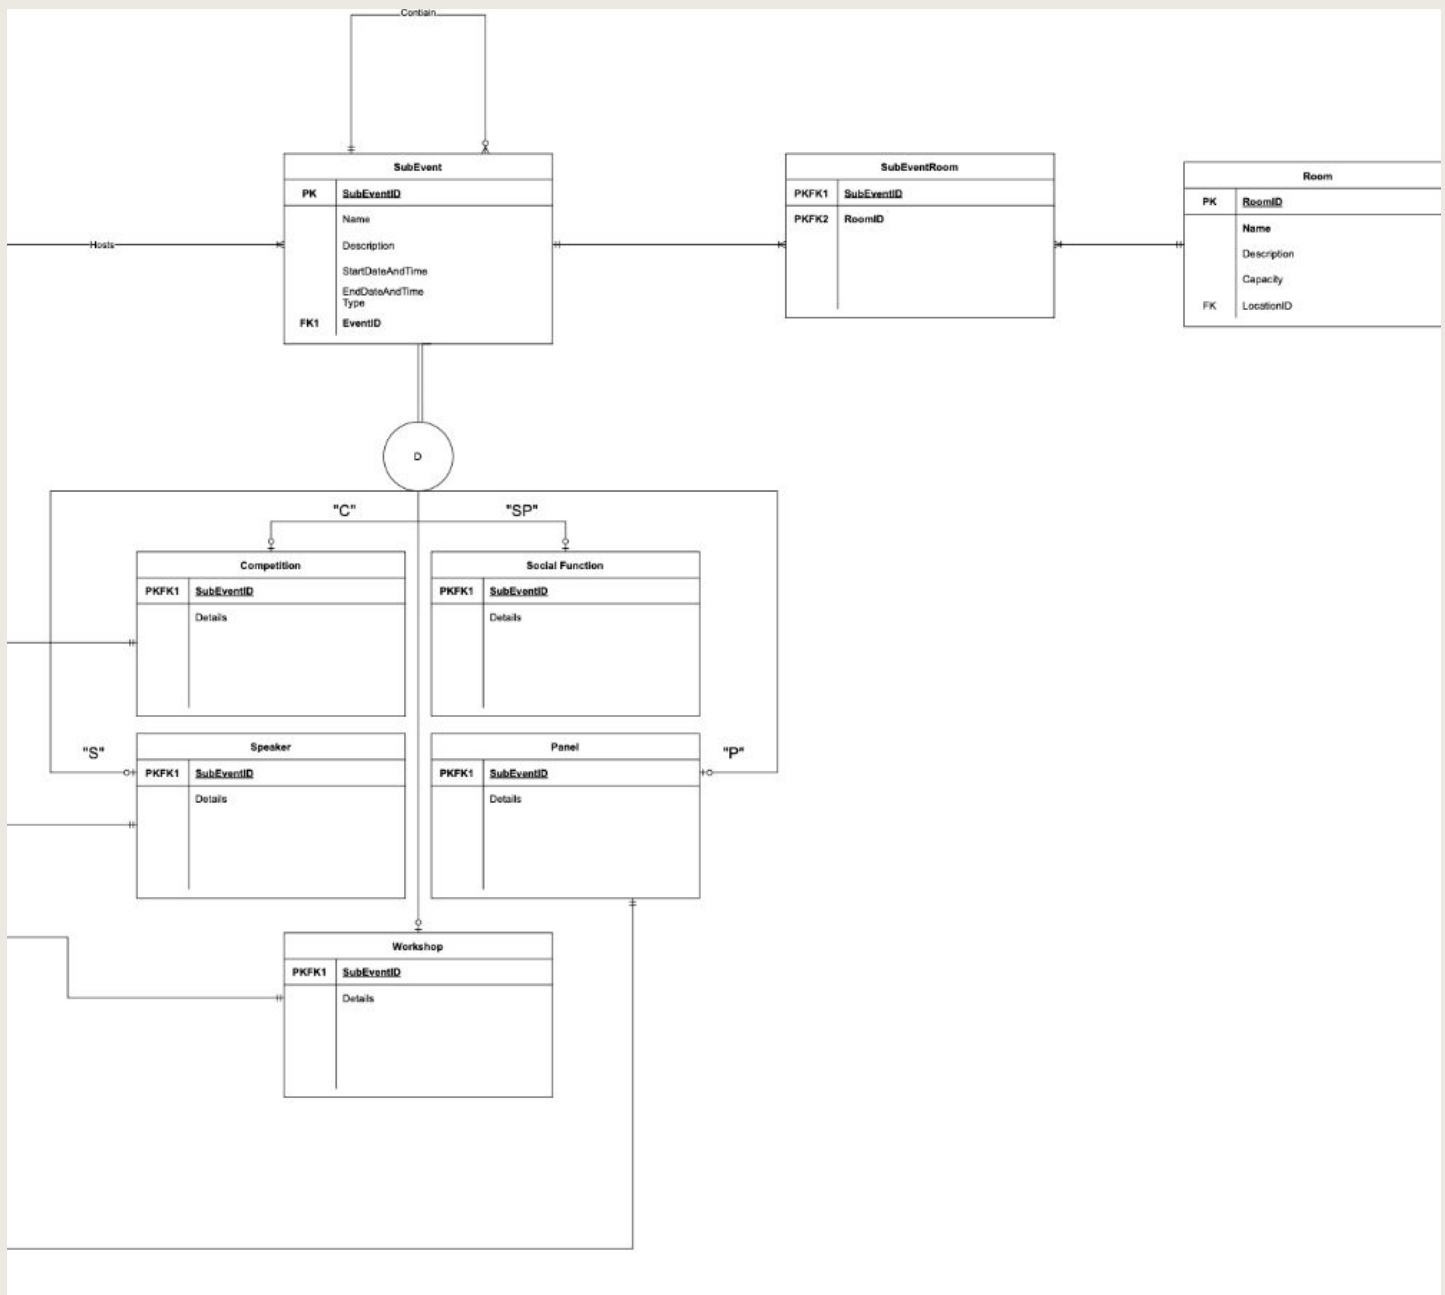 Contiain
SubEvent
PK SubEventID
Name
Hosts
Description
StartDateAndTime
EndDateAndTime
Type
FK1 EventID
SubEventRoom
PKFK1 SubEventID
PKFK2 RoomID
Room
PK RoomID
Name
Description
Capacity
FK LocationID
D
"C"
"SP"
Competition
PKFK1 SubEventID
Details
Social Function
PKFK1 SubEventID
Details
"S"
Speaker
PKFK1 SubEventID
Details
Panel
PKFK1 SubEventID
Details
"P"
Workshop
PKFK1 SubEventID
Details